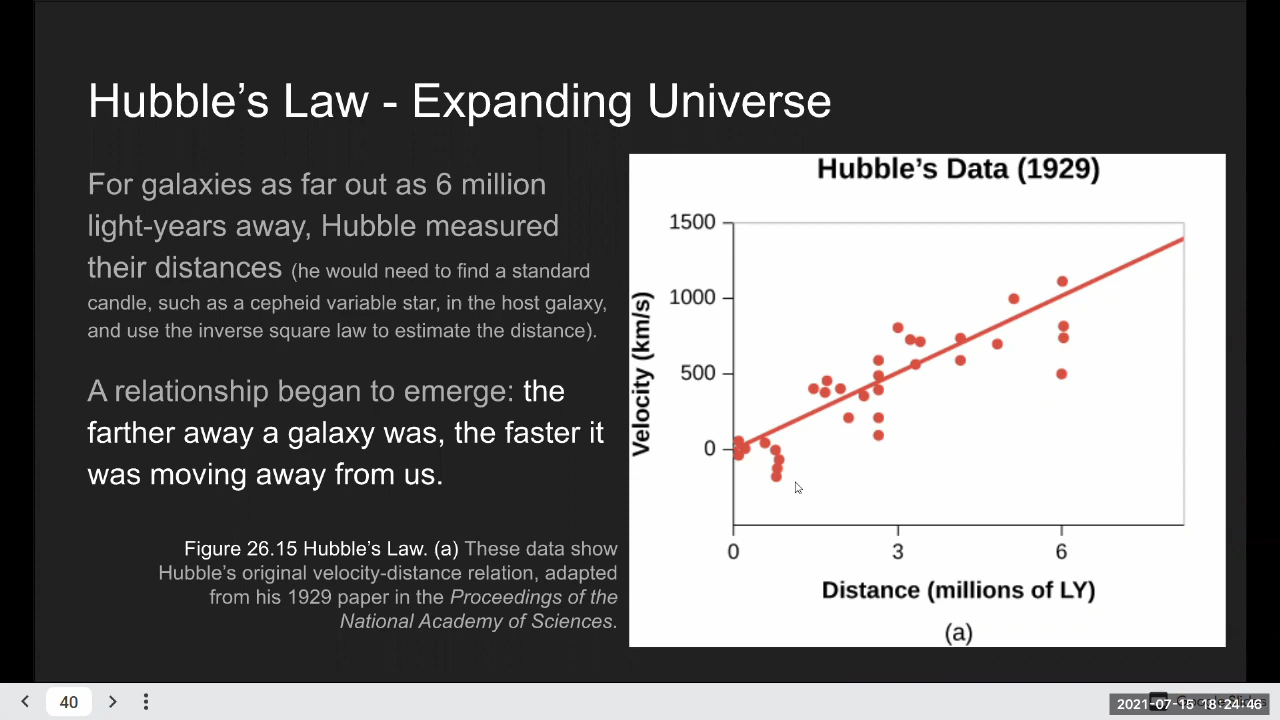 Hubble’s Law - Expanding Universe
For galaxies as far out as 6 million
light-years away, Hubble measured
their distances (he would need to find a standard
candle, such as a cepheid variable star, in the host galaxy,
and use the inverse square law to estimate the distance).
A relationship began to emerge: the
farther away a galaxy was, the faster it
was moving away from us.
Figure 26.15 Hubble’s Law. (a) These data show
Hubble’s original velocity-distance relation, adapted
from his 1929 paper in the Proceedings of the
National Academy of Sciences.
Hubble’s Data (1929)
Velocity (km/s)
1500
1000
500
0
0 3 6
Distance (millions of LY)
(a)
40
2021-07-15 18:24:46